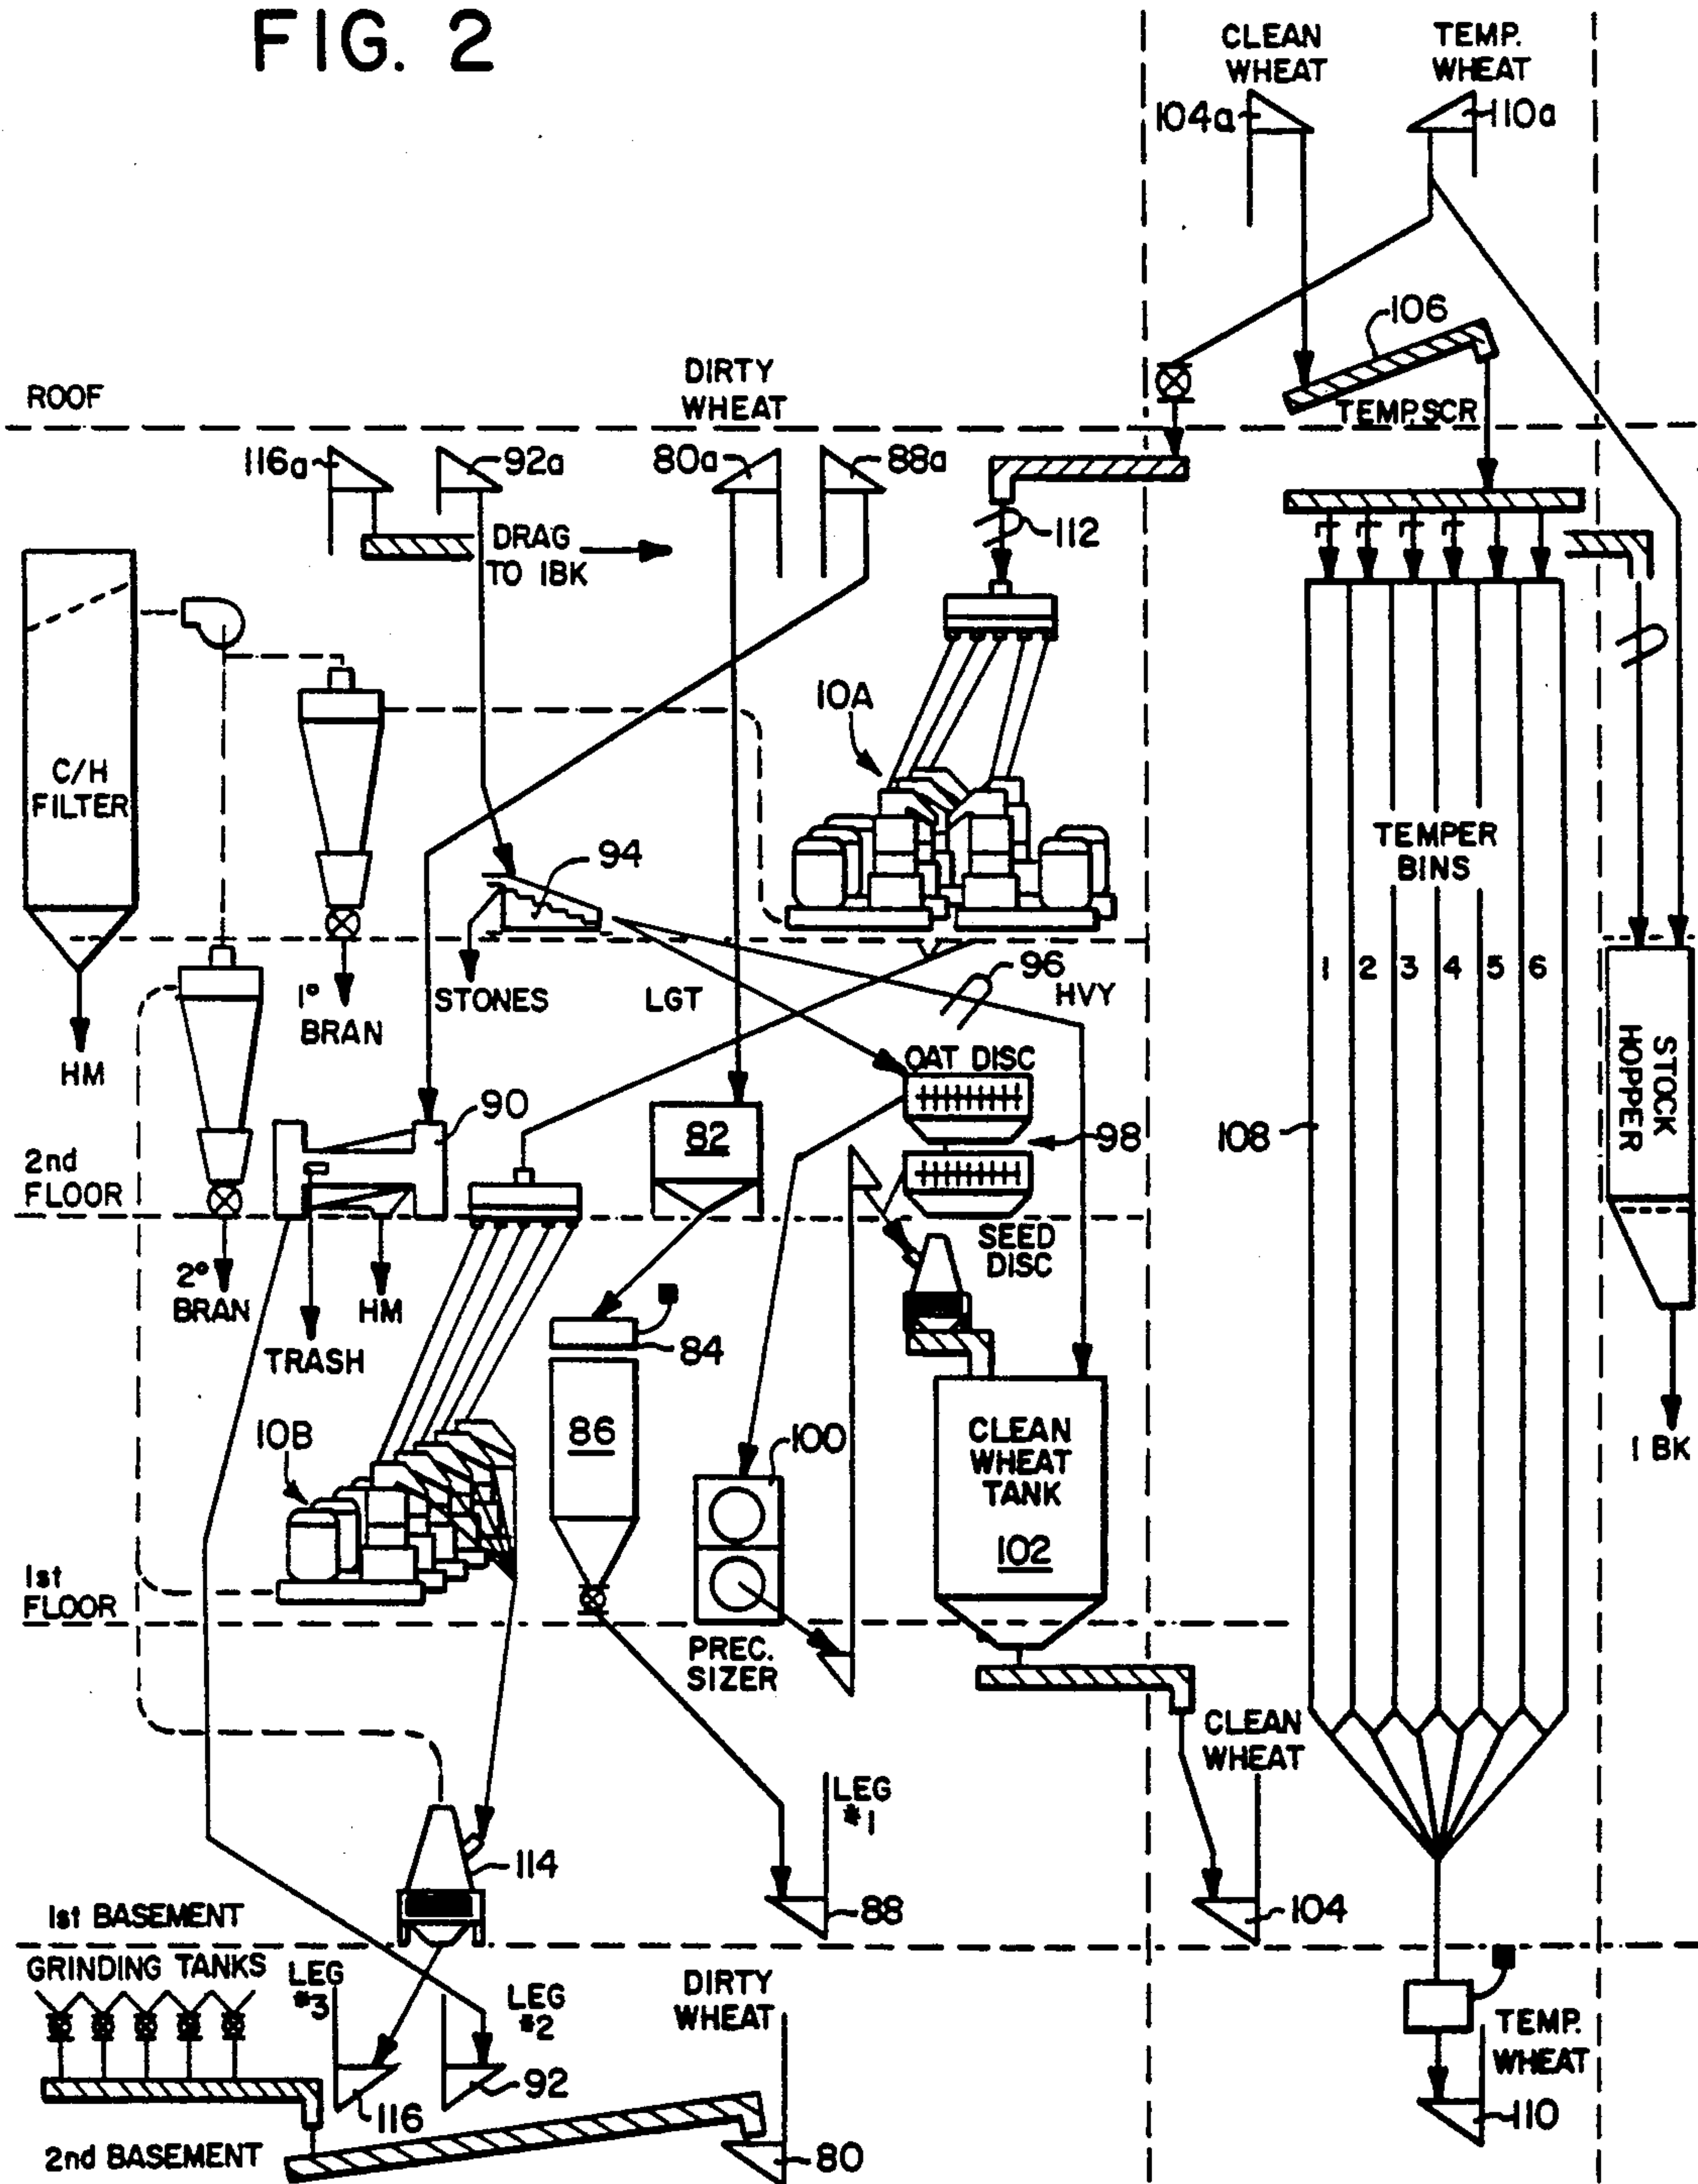 FIG. 2
CLEAN
WHEAT
TEMP.
WHEAT
104a
110a
106
TEMP. SCR
ROOF
DIRTY
WHEAT
116a
92a
80a
88a
112
DRAG
TO 1BK
C/H
FILTER
10A
94
TEMPER
BINS
STONES
LGT
96
HVY
1°
BRAN
HM
1
2
3
4
5
6
STOCK
HOPPER
OAT DISC
90
82
98
108
2nd
FLOOR
SEED
DISC
2°
BRAN
HM
TRASH
84
86
CLEAN
WHEAT
TANK
102
100
10B
1 BK
1st
FLOOR
PREC.
SIZER
CLEAN
WHEAT
LEG
#1
114
88
104
1st BASEMENT
GRINDING TANKS
LEG
#3
LEG
#2
DIRTY
WHEAT
TEMP.
WHEAT
92
116
110
2nd BASEMENT
80